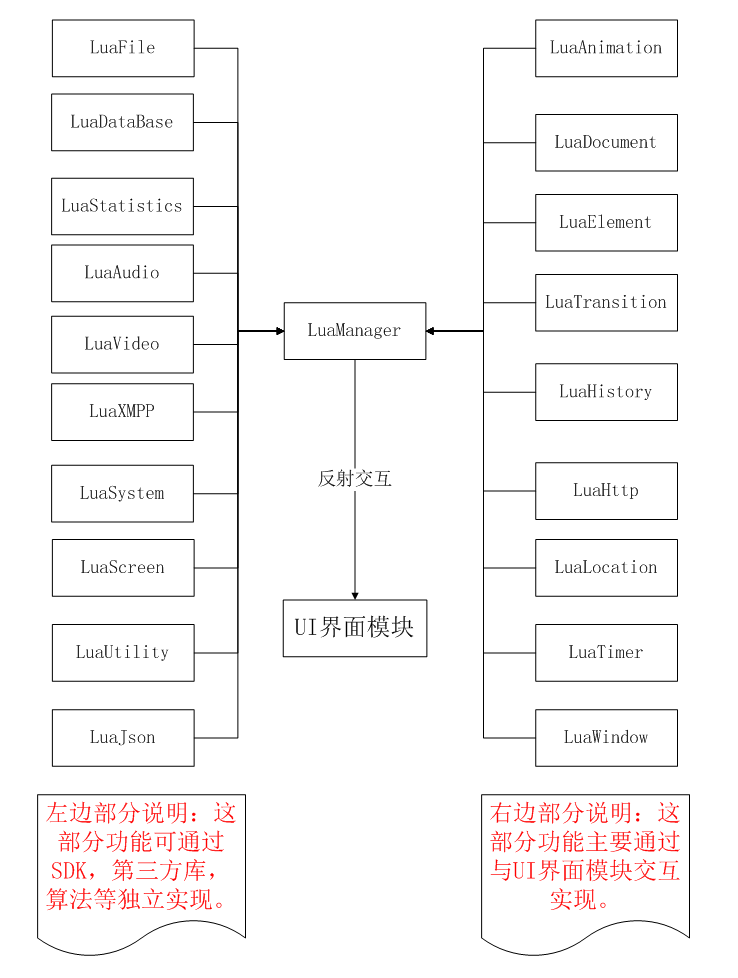 LuaFile
LuaDataBase
LuaStatistics
LuaAudio
LuaVideo
LuaXMPP
LuaSystem
LuaScreen
LuaUtility
LuaJson
LuaManager
反射交互
UI界面模块
LuaAnimation
LuaDocument
LuaElement
LuaTransition
LuaHistory
LuaHttp
LuaLocation
LuaTimer
LuaWindow
左边部分说明：这
部分功能可通过
SDK，第三方库，
算法等独立实现。
右边部分说明：这
部分功能主要通过
与UI界面模块交互
实现。